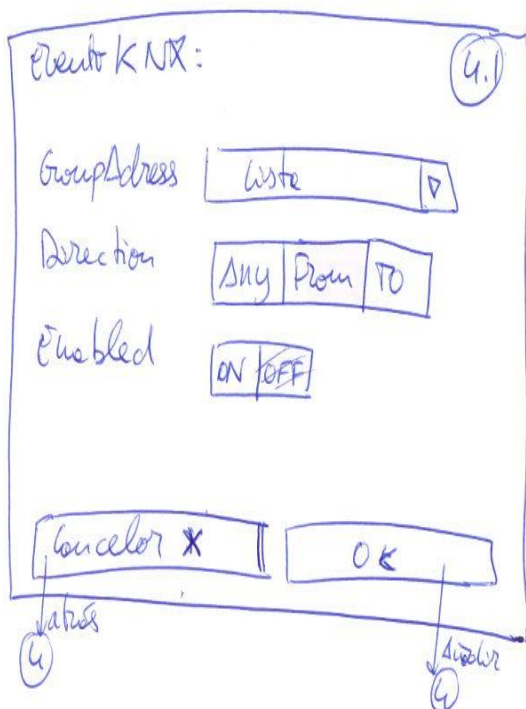 Evento KNX:
4.1
GroupAdress Lista
Direction Any From TO
Enabled ON OFF
Cancelar X OK
atrás Añadir
4 4